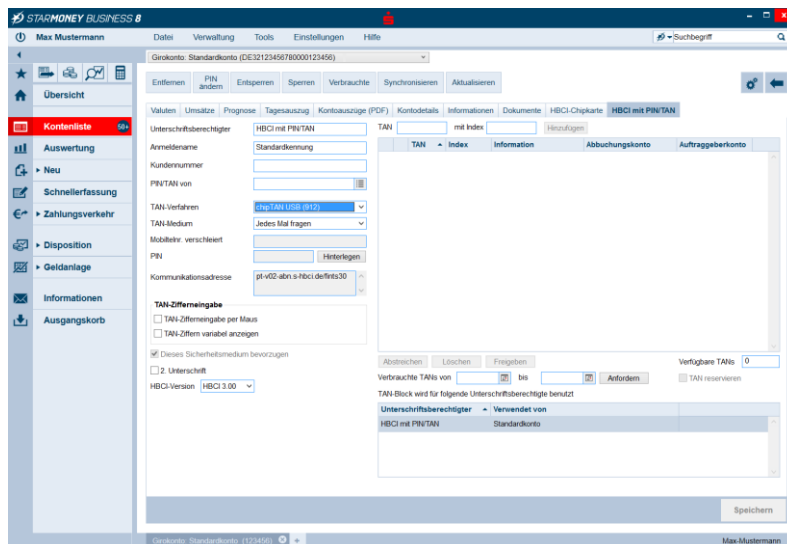 STARMONEY BUSINESS 8
Max Mustermann Datei Verwaltung Tools Einstellungen Hilfe Suchbegriff
Girokonto: Standardkonto (DE32123456780000123456)
Entfernen PIN ändern Entsperren Sperren Verbrauchte Synchronisieren Aktualisieren
Übersicht
Kontenliste 50+
Auswertung
Neu
Schnellerfassung
Zahlungsverkehr
Disposition
Geldanlage
Informationen
Ausgangskorb
Valuten Umsätze Prognose Tagesauszug Kontoauszüge (PDF) Kontodetails Informationen Dokumente HBCI-Chipkarte HBCI mit PIN/TAN
Unterschriftsberechtigter HBCI mit PIN/TAN
Anmeldename Standardkennung
Kundennummer
PIN/TAN von
TAN-Verfahren chipTAN USB (912)
TAN-Medium Jedes Mal fragen
Mobiltelnr. verschleiert
PIN Hinterlegen
Kommunikationsadresse pt-v02-abn.s-hbci.de/fints30
TAN-Zifferneingabe
TAN-Zifferneingabe per Maus
TAN-Ziffern variabel anzeigen
Dieses Sicherheitsmedium bevorzugen
2. Unterschrift
HBCI-Version HBCI 3.00
TAN mit Index Hinzufügen
TAN Index Information Abbuchungskonto Auftraggeberkonto
Abstreichen Löschen Freigeben Verfügbare TANs 0
Verbrauchte TANs von bis Anfordern TAN reservieren
TAN-Block wird für folgende Unterschriftsberechtigte benutzt
Unterschriftsberechtigter Verwendet von
HBCI mit PIN/TAN Standardkonto
Speichern
Girokonto: Standardkonto (123456) Max-Mustermann